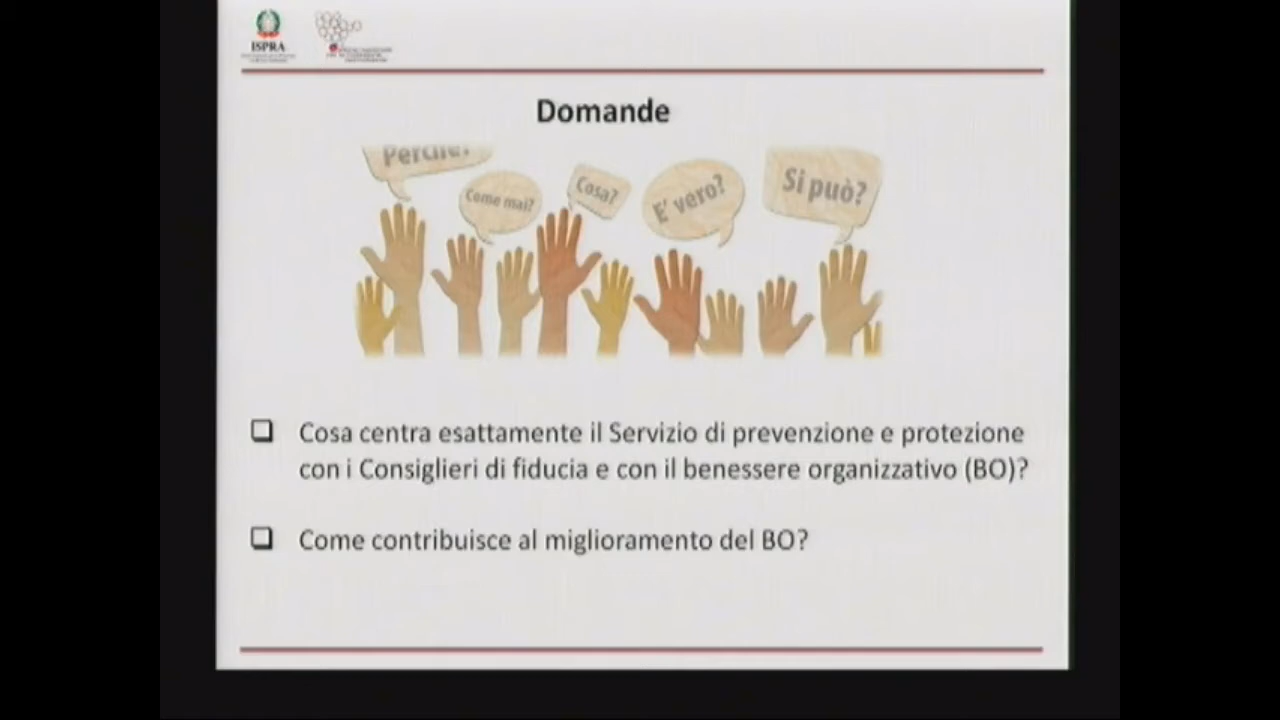 ISPRA
Domande
Perché?
Come mai?
Cosa?
E' vero?
Si può?
Cosa centra esattamente il Servizio di prevenzione e protezione
con i Consiglieri di fiducia e con il benessere organizzativo (BO)?
Come contribuisce al miglioramento del BO?